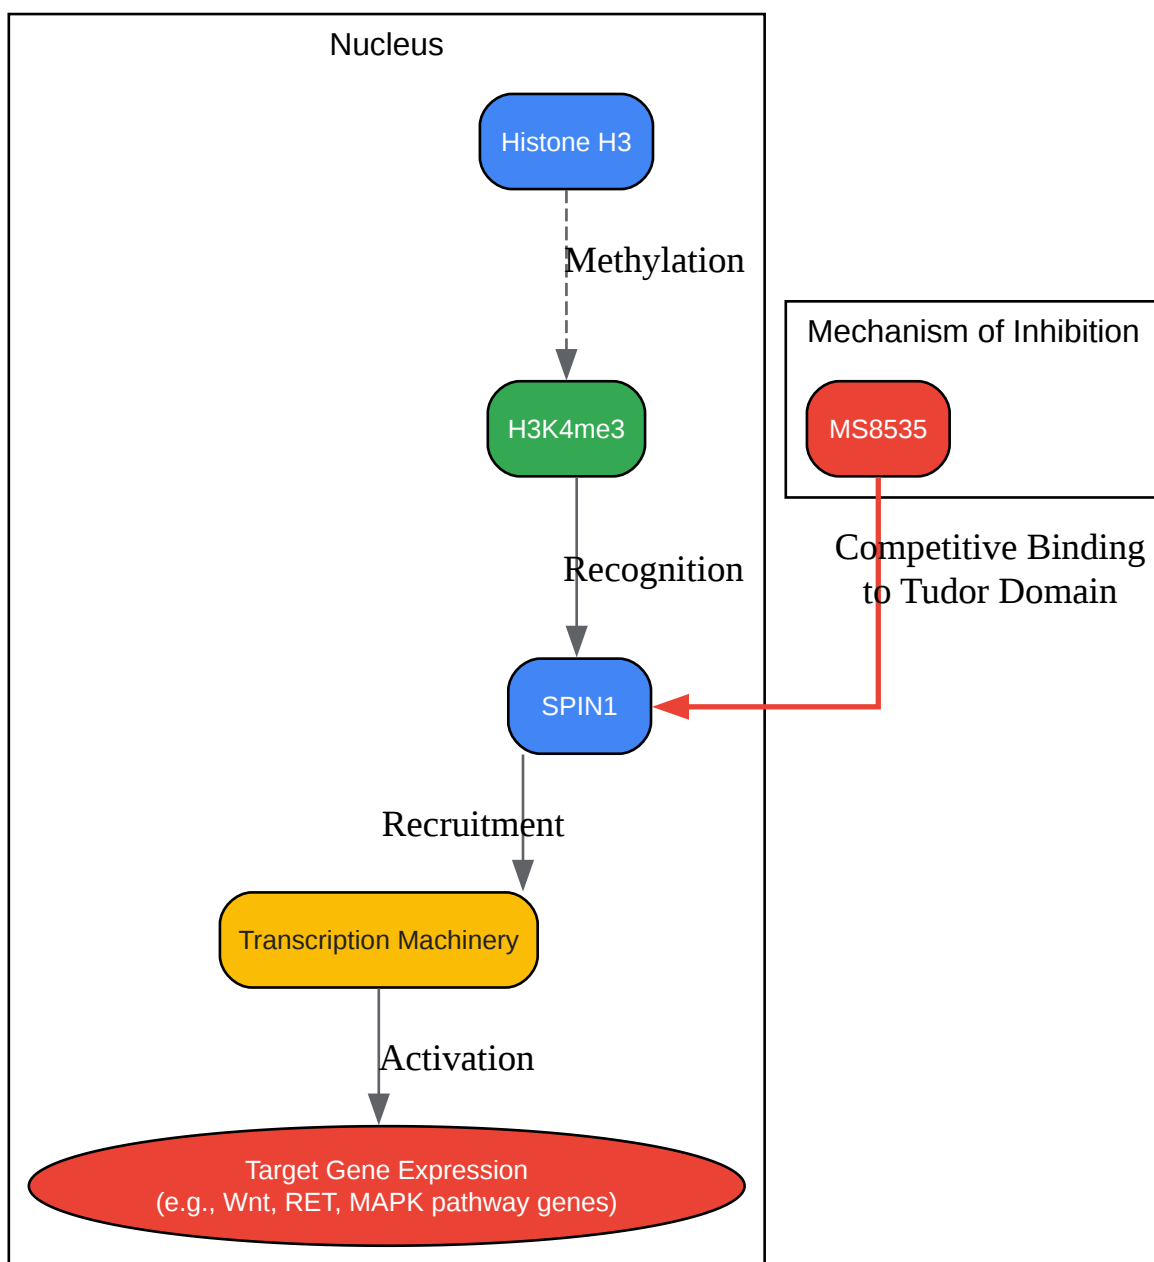 Nucleus
Histone H3
Methylation
Mechanism of Inhibition
H3K4me3
MS8535
Competitive Binding
to Tudor Domain
Recognition
SPIN1
Recruitment
Transcription Machinery
Activation
Target Gene Expression
(e.g., Wnt, RET, MAPK pathway genes)